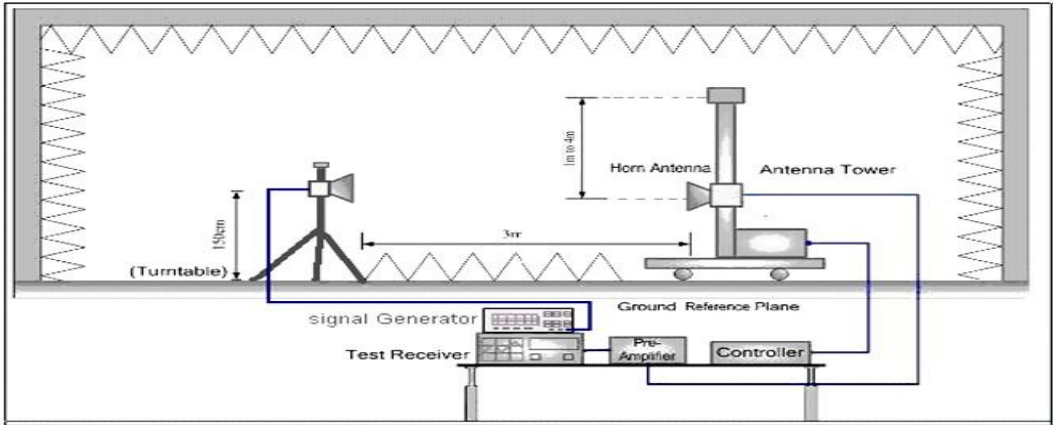 1m to 4m
Horn Antenna
Antenna Tower
150cm
3m
(Turntable)
Ground Reference Plane
signal Generator
Test Receiver
Pre-
Amplifier
Controller